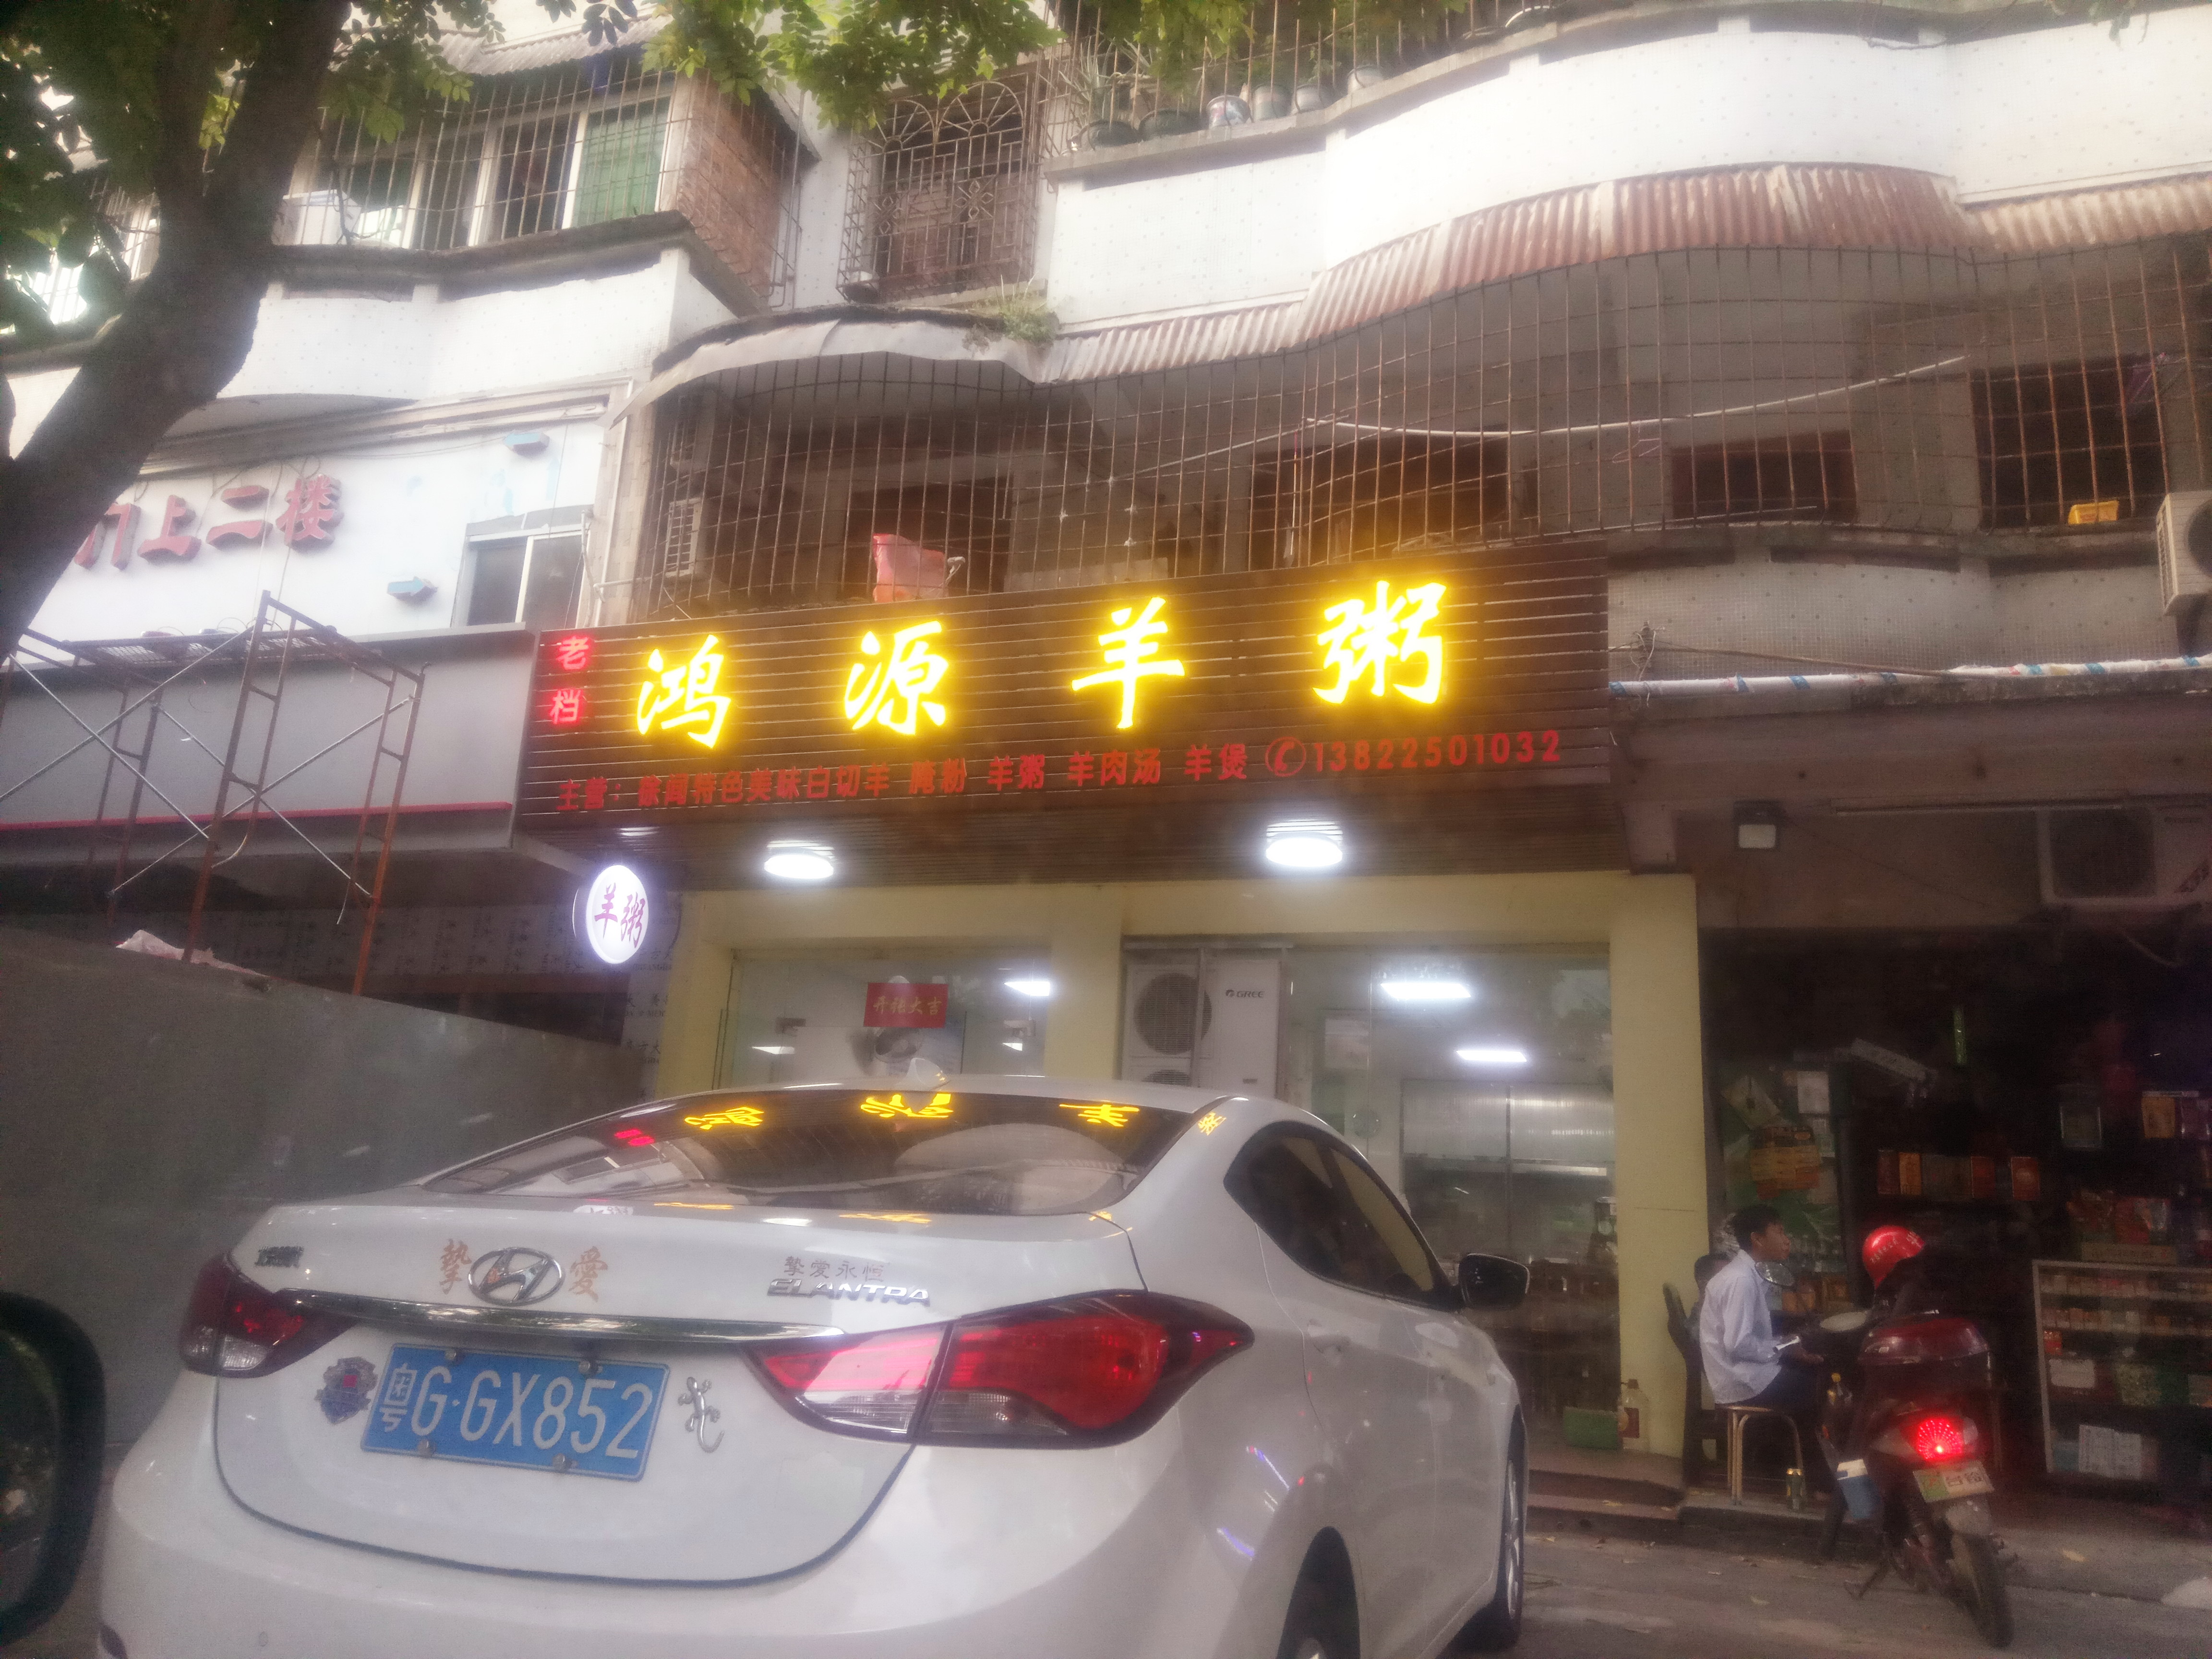 门上二楼
老档
鸿源羊粥
主营：徐闻特色美味白切羊 腌粉 羊粥 羊肉汤 羊煲 13822501032
羊粥
开张大吉
GREE
挚 爱
挚爱永恒
ELANTRA
粤G·GX852